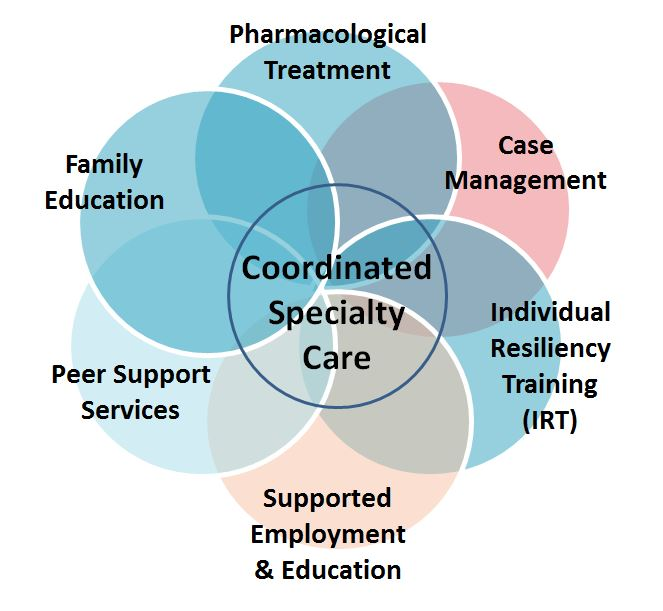 Pharmacological
Treatment
Case
Management
Family
Education
Coordinated
Specialty
Care
Individual
Resiliency
Training
(IRT)
Peer Support
Services
Supported
Employment
& Education